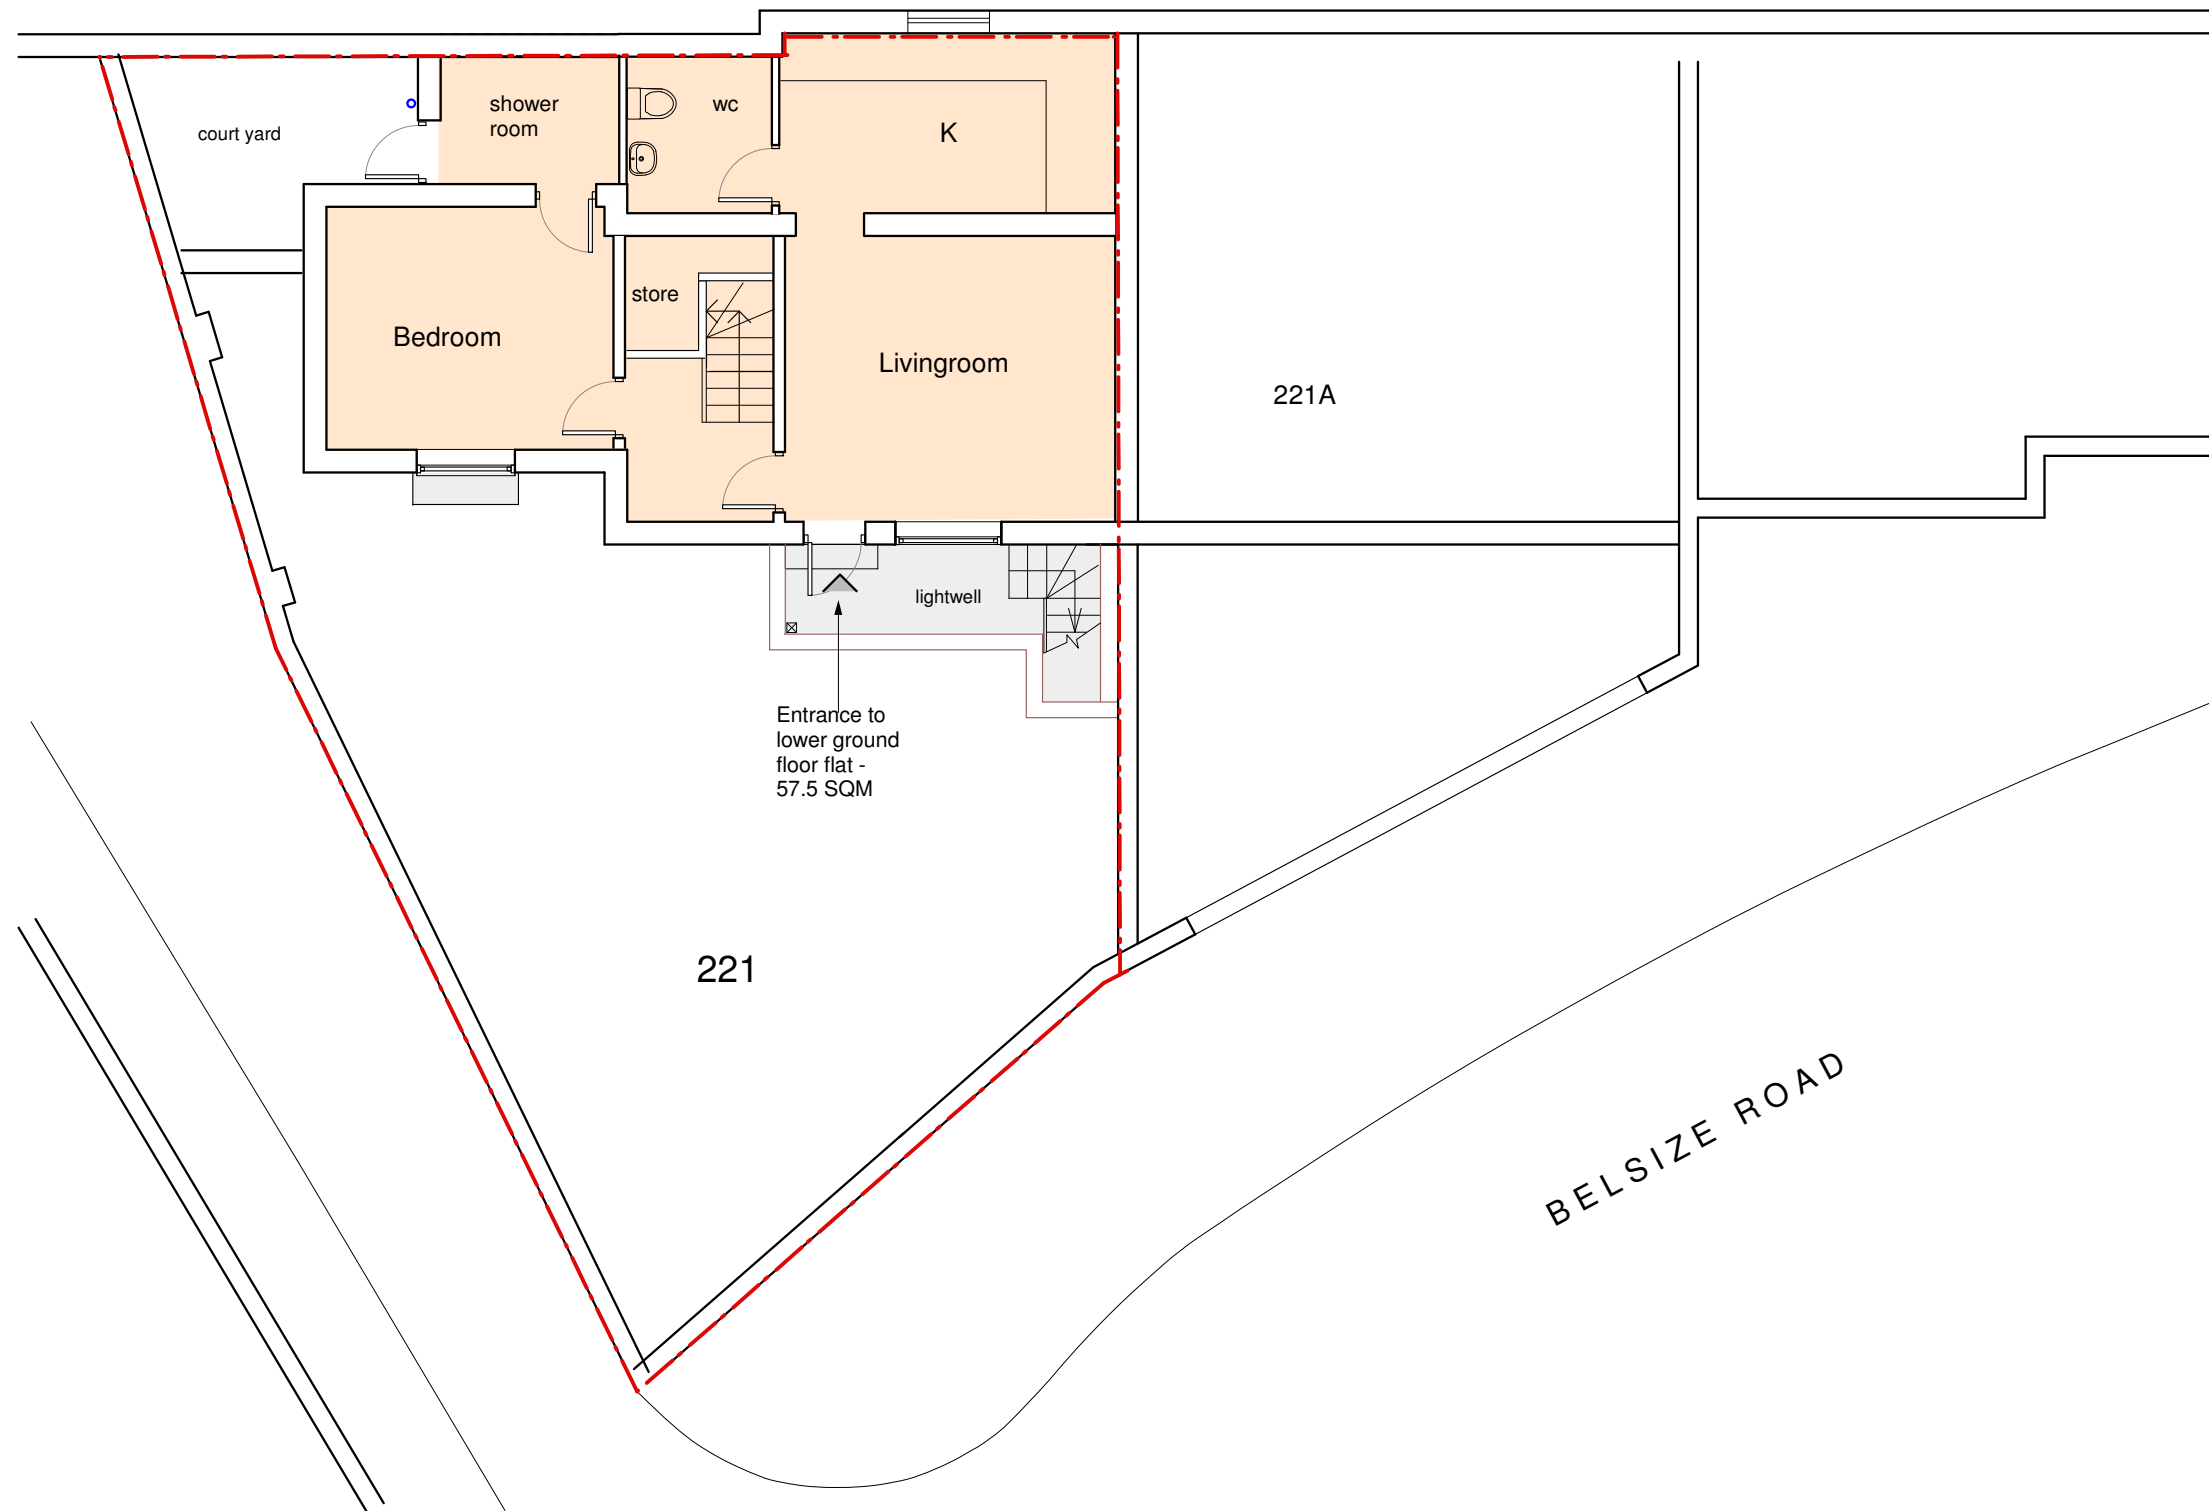 shower
room
wc
K
court yard
store
Bedroom
Livingroom
221A
lightwell
Entrance to
lower ground
floor flat -
57.5 SQM
221
BELSIZE ROAD